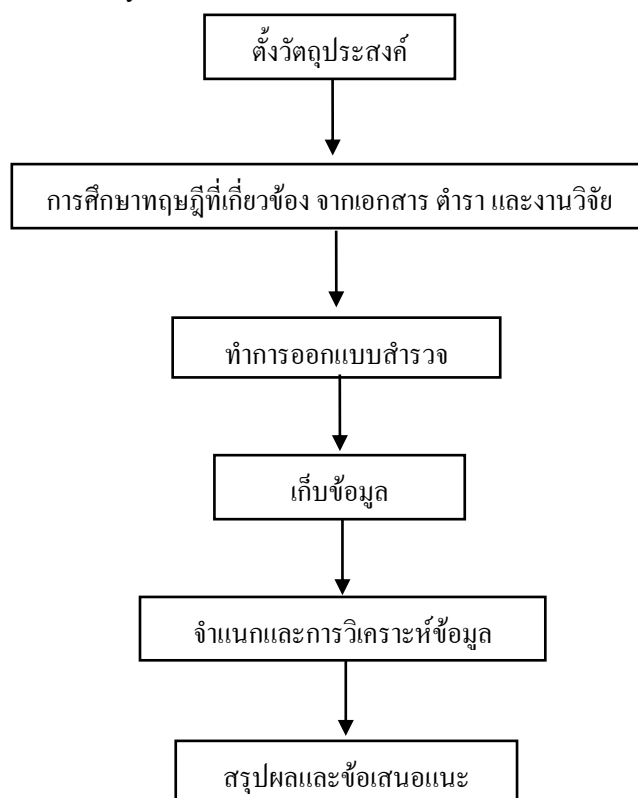 ตั้งวัตถุประสงค์
การศึกษาทฤษฎีที่เกี่ยวข้อง จากเอกสาร ตำรา และงานวิจัย
ทำการออกแบบสำรวจ
เก็บข้อมูล
จำแนกและการวิเคราะห์ข้อมูล
สรุปผลและข้อเสนอแนะ